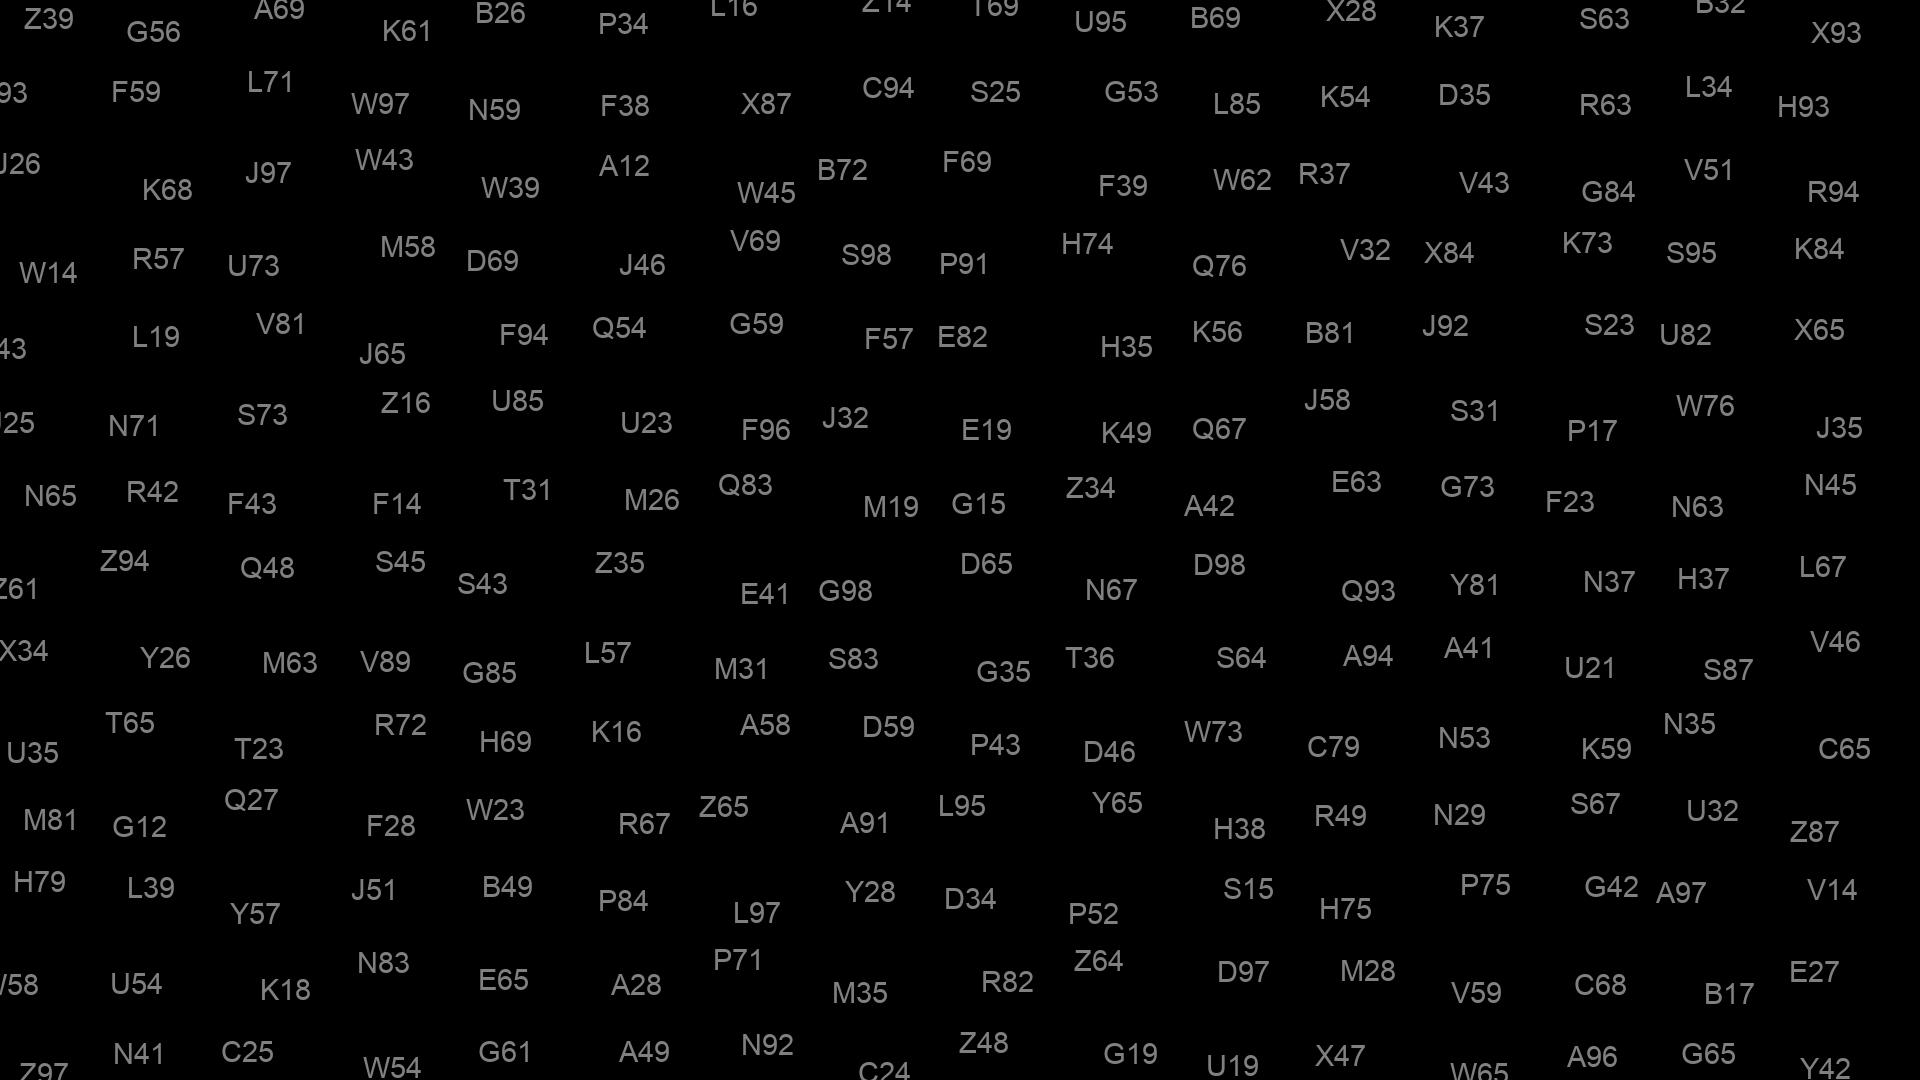 Z39 G56 A69 K61 B26 P34 L16 Z14 T69 U95 B69 X28 K37 S63 B32 X93
93 F59 L71 W97 N59 F38 X87 C94 S25 G53 L85 K54 D35 R63 L34 H93
J26 K68 J97 W43 W39 A12 W45 B72 F69 F39 W62 R37 V43 G84 V51 R94
W14 R57 U73 M58 D69 J46 V69 S98 P91 H74 Q76 V32 X84 K73 S95 K84
43 L19 V81 J65 F94 Q54 G59 F57 E82 H35 K56 B81 J92 S23 U82 X65
25 N71 S73 Z16 U85 U23 F96 J32 E19 K49 Q67 J58 S31 P17 W76 J35
N65 R42 F43 F14 T31 M26 Q83 M19 G15 Z34 A42 E63 G73 F23 N63 N45
Z61 Z94 Q48 S45 S43 Z35 E41 G98 D65 N67 D98 Q93 Y81 N37 H37 L67
X34 Y26 M63 V89 G85 L57 M31 S83 G35 T36 S64 A94 A41 U21 S87 V46
U35 T65 T23 R72 H69 K16 A58 D59 P43 D46 W73 C79 N53 K59 N35 C65
M81 G12 Q27 F28 W23 R67 Z65 A91 L95 Y65 H38 R49 N29 S67 U32 Z87
H79 L39 Y57 J51 B49 P84 L97 Y28 D34 P52 S15 H75 P75 G42 A97 V14
58 U54 K18 N83 E65 A28 P71 M35 R82 Z64 D97 M28 V59 C68 B17 E27
Z97 N41 C25 W54 G61 A49 N92 C24 Z48 G19 U19 X47 W65 A96 G65 Y42